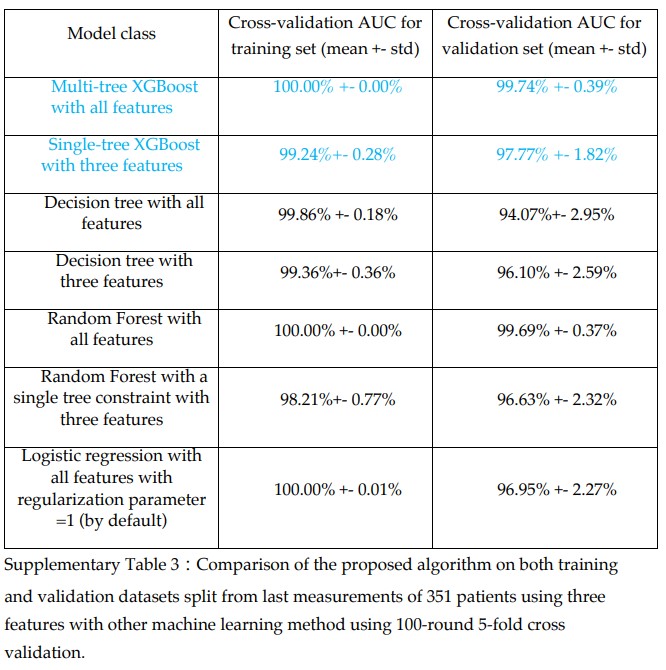 Model class
Cross-validation AUC for
training set (mean +- std)
Cross-validation AUC for
validation set (mean +- std)
Multi-tree XGBoost
with all features
100.00% +- 0.00%
99.74% +- 0.39%
Single-tree XGBoost
with three features
99.24%+- 0.28%
97.77% +- 1.82%
Decision tree with all
features
99.86% +- 0.18%
94.07%+- 2.95%
Decision tree with
three features
99.36%+- 0.36%
96.10% +- 2.59%
Random Forest with
all features
100.00% +- 0.00%
99.69% +- 0.37%
Random Forest with a
single tree constraint with
three features
98.21%+- 0.77%
96.63% +- 2.32%
Logistic regression with
all features with
regularization parameter
=1 (by default)
100.00% +- 0.01%
96.95% +- 2.27%
Supplementary Table 3：Comparison of the proposed algorithm on both training
and validation datasets split from last measurements of 351 patients using three
features with other machine learning method using 100-round 5-fold cross
validation.